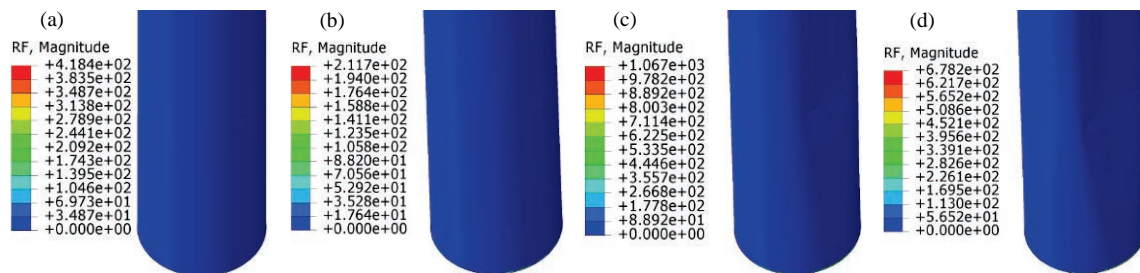 (a)
RF, Magnitude
+4.184e+02
+3.835e+02
+3.487e+02
+3.138e+02
+2.789e+02
+2.441e+02
+2.092e+02
+1.743e+02
+1.395e+02
+1.046e+02
+6.973e+01
+3.487e+01
+0.000e+00
(b)
RF, Magnitude
+2.117e+02
+1.940e+02
+1.764e+02
+1.588e+02
+1.411e+02
+1.235e+02
+1.058e+02
+8.820e+01
+7.056e+01
+5.292e+01
+3.528e+01
+1.764e+01
+0.000e+00
(c)
RF, Magnitude
+1.067e+03
+9.782e+02
+8.892e+02
+8.003e+02
+7.114e+02
+6.225e+02
+5.335e+02
+4.446e+02
+3.557e+02
+2.668e+02
+1.778e+02
+8.892e+01
+0.000e+00
(d)
RF, Magnitude
+6.782e+02
+6.217e+02
+5.652e+02
+5.086e+02
+4.521e+02
+3.956e+02
+3.391e+02
+2.826e+02
+2.261e+02
+1.695e+02
+1.130e+02
+5.652e+01
+0.000e+00